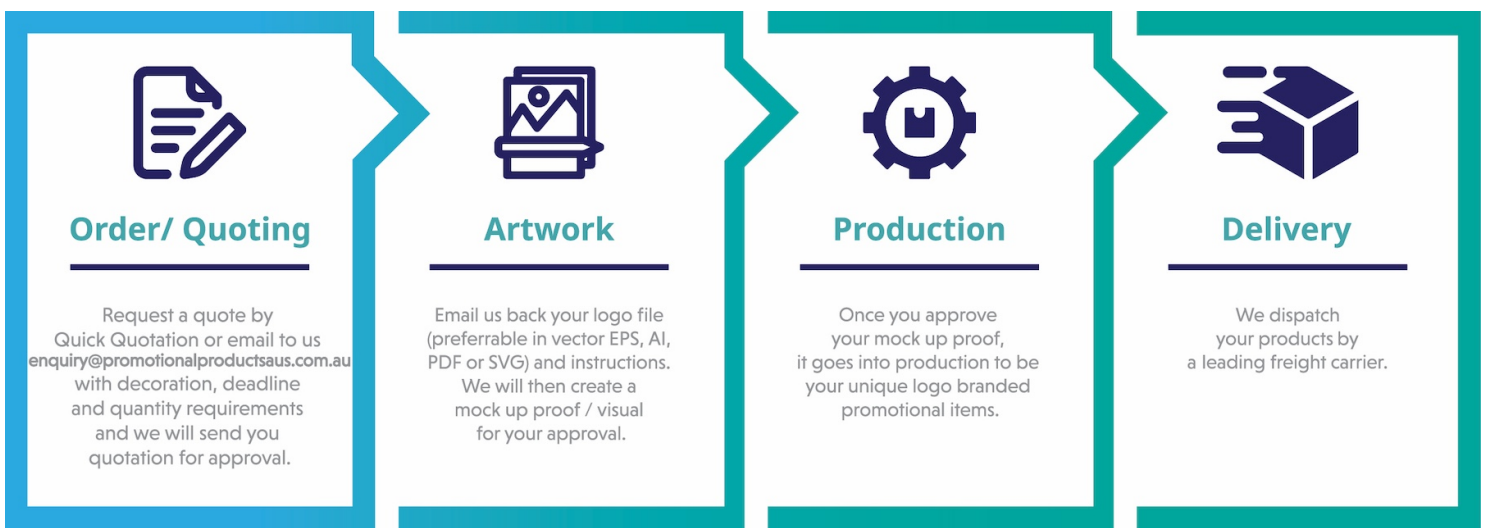 Order/ Quoting
Request a quote by
Quick Quotation or email to us
enquiry@promotionalproductsaus.com.au
with decoration, deadline
and quantity requirements
and we will send you
quotation for approval.
Artwork
Email us back your logo file
(preferrable in vector EPS, AI,
PDF or SVG) and instructions.
We will then create a
mock up proof / visual
for your approval.
Production
Once you approve
your mock up proof,
it goes into production to be
your unique logo branded
promotional items.
Delivery
We dispatch
your products by
a leading freight carrier.